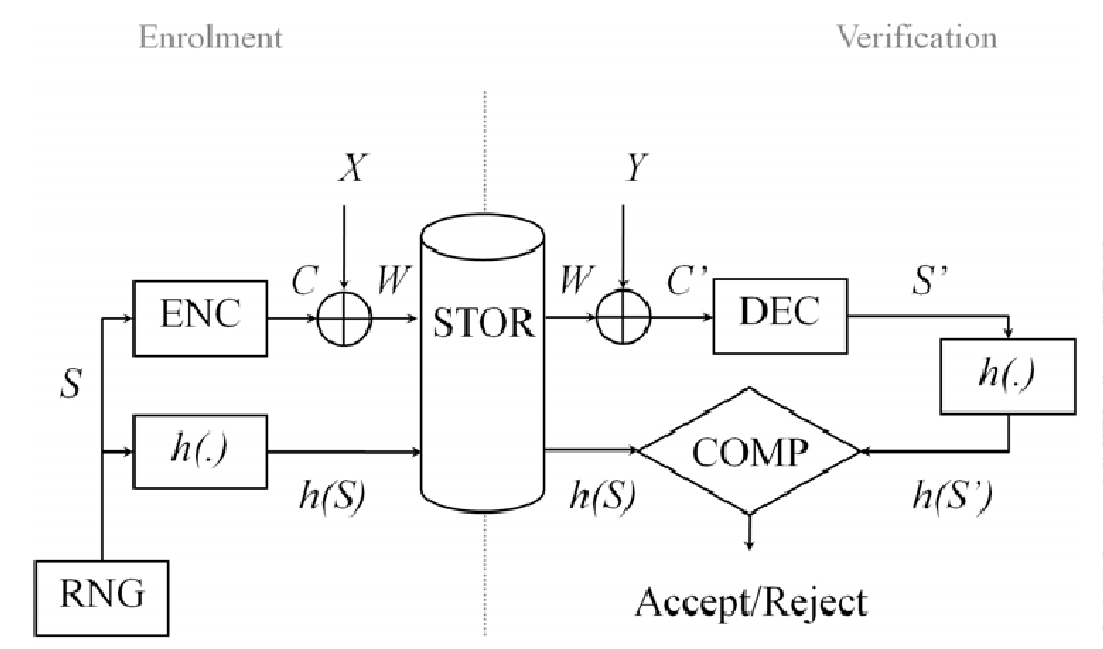 Enrolment
Verification
X
Y
C
W
W
C’
S’
ENC
STOR
DEC
S
h(.)
h(.)
COMP
h(S)
h(S)
h(S’)
RNG
Accept/Reject